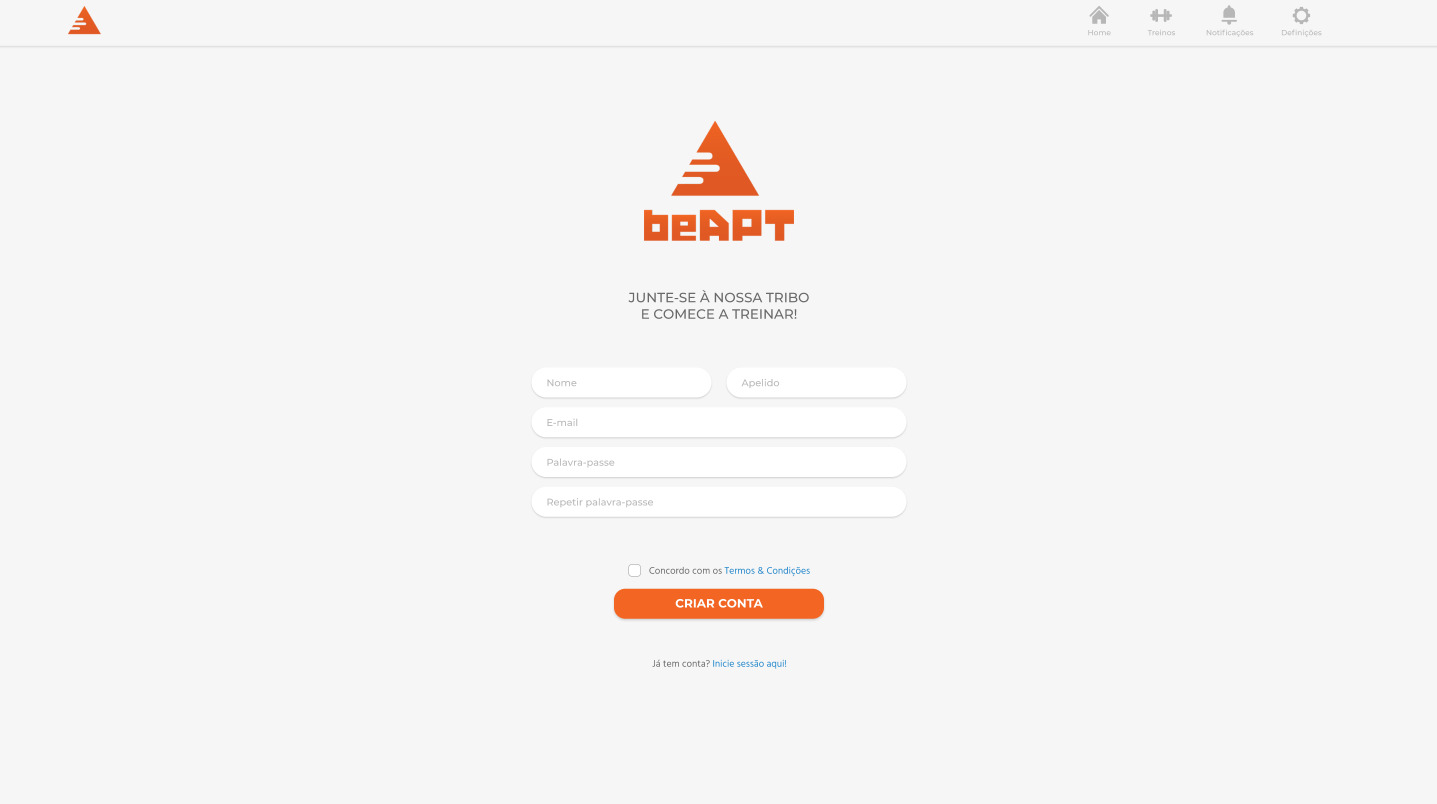 Home
Treinos
Notificações
Definições
beAPT
JUNTE-SE À NOSSA TRIBO
E COMECE A TREINAR!
Nome
Apelido
E-mail
Palavra-passe
Repetir palavra-passe
Concordo com os Termos & Condições
CRIAR CONTA
Já tem conta? Inicie sessão aqui!